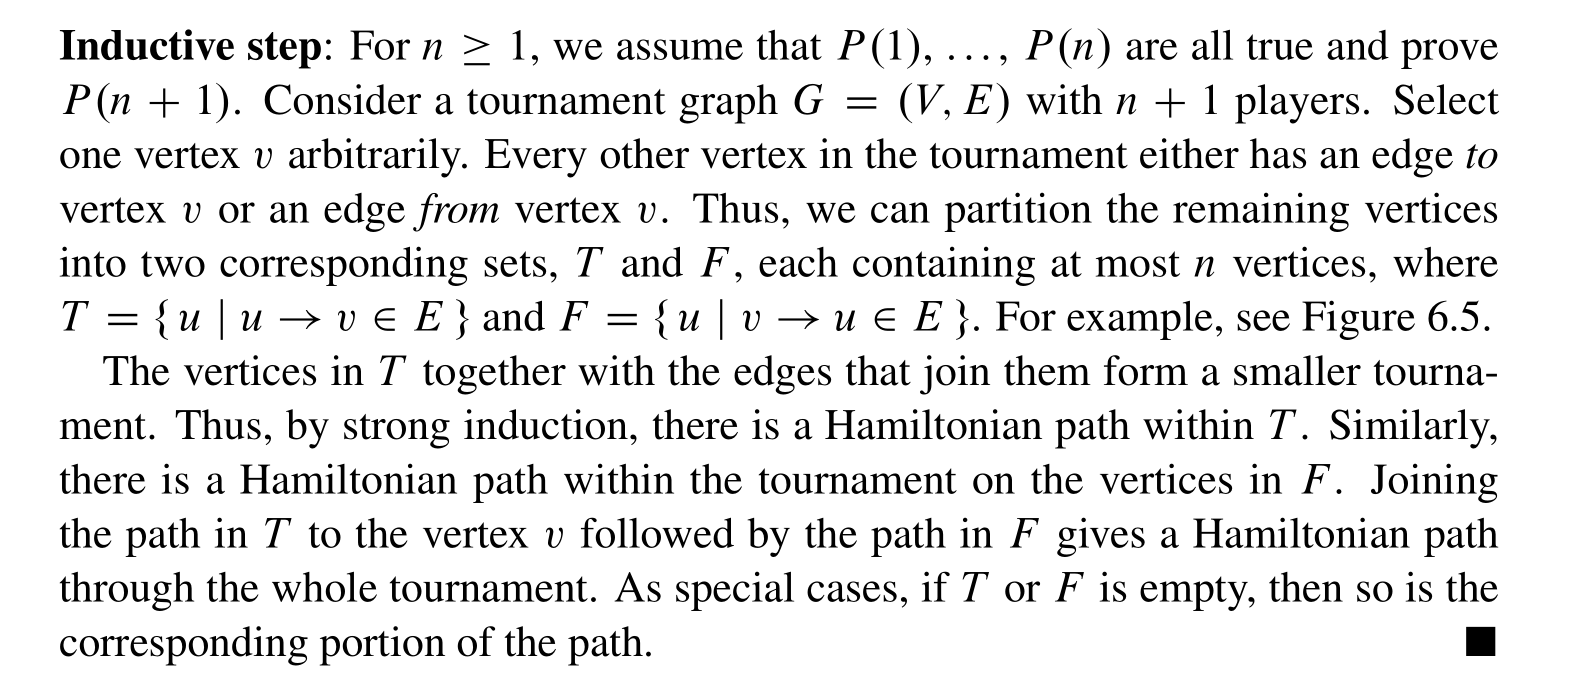 Inductive step: For n ≥ 1, we assume that P(1), …, P(n) are all true and prove
P(n + 1). Consider a tournament graph G = (V, E) with n + 1 players. Select
one vertex v arbitrarily. Every other vertex in the tournament either has an edge to
vertex v or an edge from vertex v. Thus, we can partition the remaining vertices
into two corresponding sets, T and F, each containing at most n vertices, where
T = { u | u → v ∈ E } and F = { u | v → u ∈ E }. For example, see Figure 6.5.
The vertices in T together with the edges that join them form a smaller tourna-
ment. Thus, by strong induction, there is a Hamiltonian path within T. Similarly,
there is a Hamiltonian path within the tournament on the vertices in F. Joining
the path in T to the vertex v followed by the path in F gives a Hamiltonian path
through the whole tournament. As special cases, if T or F is empty, then so is the
corresponding portion of the path. ■